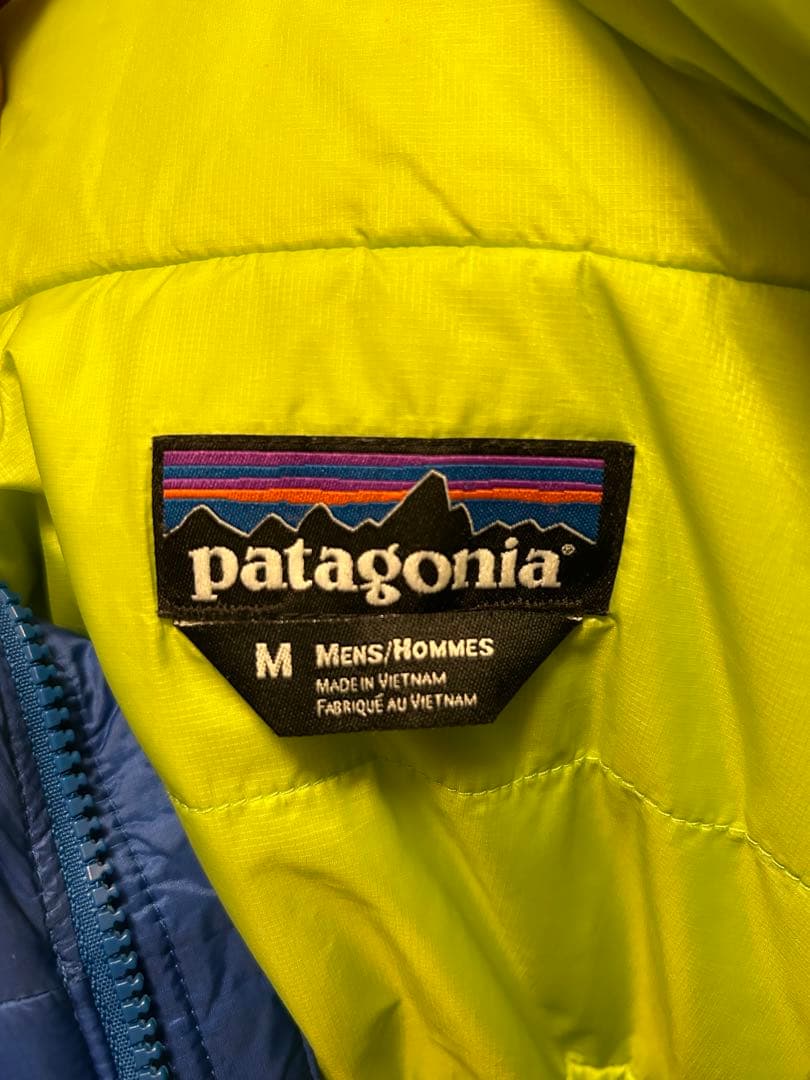 patagonia®
M MENS/HOMMES
MADE IN VIETNAM
FABRIQUÉ AU VIETNAM